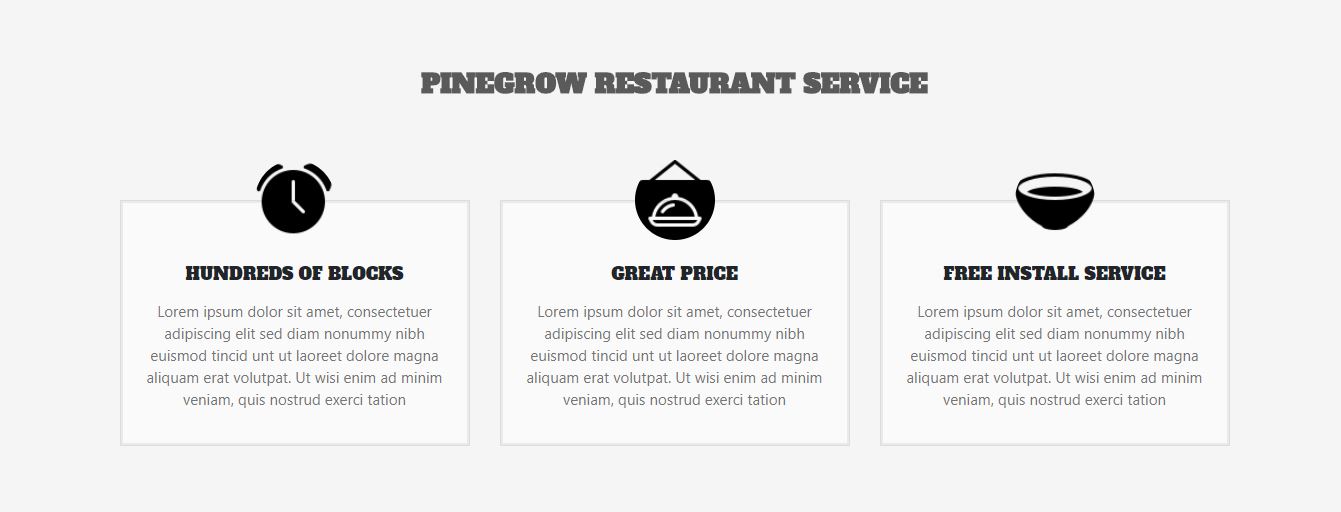 PINEGROW RESTAURANT SERVICE
HUNDREDS OF BLOCKS
Lorem ipsum dolor sit amet, consectetuer
adipiscing elit sed diam nonummy nibh
euismod tincid unt ut laoreet dolore magna
aliquam erat volutpat. Ut wisi enim ad minim
veniam, quis nostrud exerci tation
GREAT PRICE
Lorem ipsum dolor sit amet, consectetuer
adipiscing elit sed diam nonummy nibh
euismod tincid unt ut laoreet dolore magna
aliquam erat volutpat. Ut wisi enim ad minim
veniam, quis nostrud exerci tation
FREE INSTALL SERVICE
Lorem ipsum dolor sit amet, consectetuer
adipiscing elit sed diam nonummy nibh
euismod tincid unt ut laoreet dolore magna
aliquam erat volutpat. Ut wisi enim ad minim
veniam, quis nostrud exerci tation